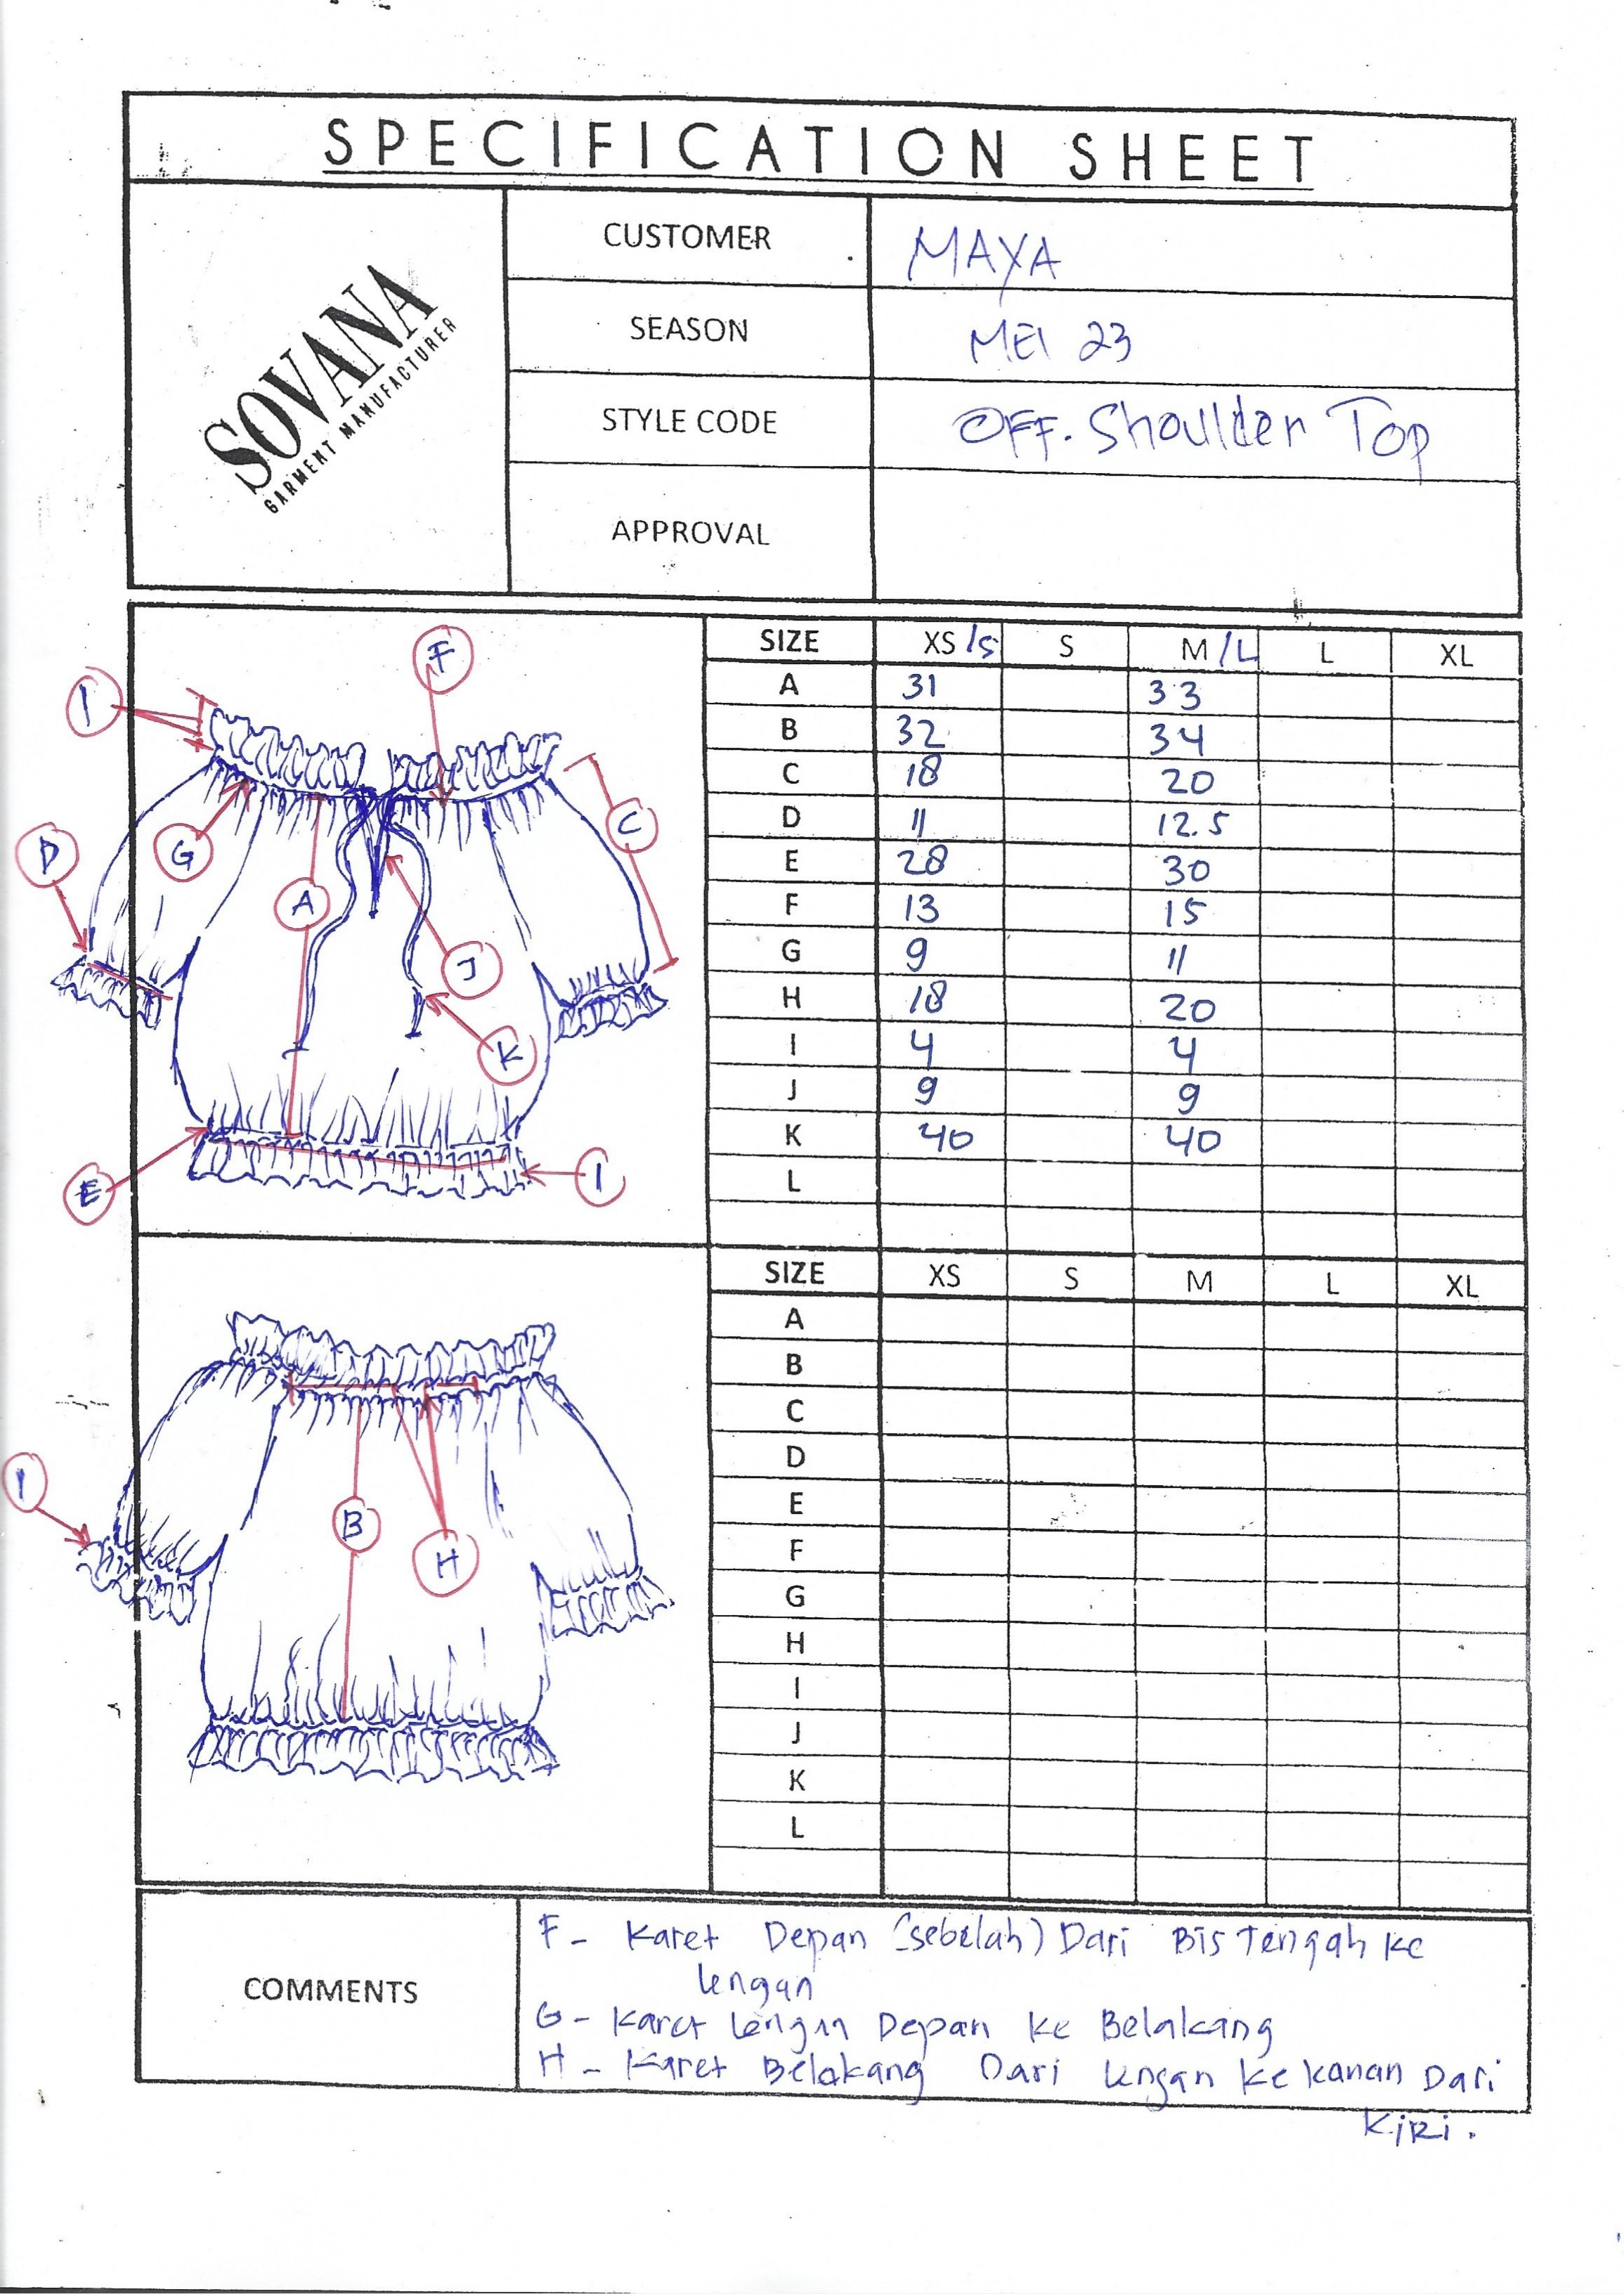 SPECIFICATION SHEET
SOVANA
GARMENT MANUFACTURER
CUSTOMER MAYA
SEASON MEI 23
STYLE CODE OFF. Shoulder Top
APPROVAL
F
I
C
D
G
A
J
K
E
I
SIZE XS/S S M/L L XL
A 31 33
B 32 34
C 18 20
D 11 12.5
E 28 30
F 13 15
G 9 11
H 18 20
I 4 4
J 9 9
K 40 40
L
I
B
H
SIZE XS S M L XL
A
B
C
D
E
F
G
H
I
J
K
L
COMMENTS
F - Karet Depan (sebelah) Dari Bis Tengah ke
lengan
G - Karet lengan Depan ke Belakang
H - Karet Belakang Dari lengan ke kanan Dari
KiRi.